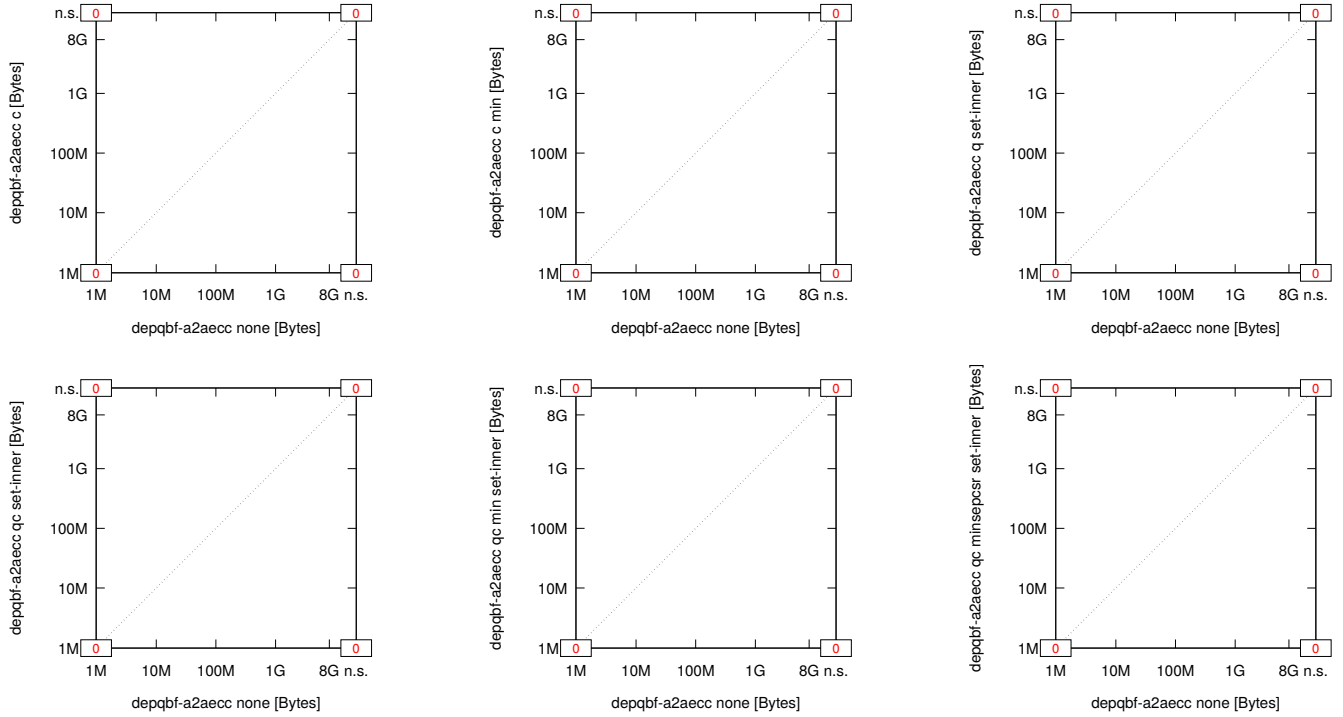 n.s. 0 0
8G
1G
100M
10M
1M 0 0
1M 10M 100M 1G 8G n.s.
depqbf-a2aecc c [Bytes]
depqbf-a2aecc none [Bytes]
n.s. 0 0
8G
1G
100M
10M
1M 0 0
1M 10M 100M 1G 8G n.s.
depqbf-a2aecc c min [Bytes]
depqbf-a2aecc none [Bytes]
n.s. 0 0
8G
1G
100M
10M
1M 0 0
1M 10M 100M 1G 8G n.s.
depqbf-a2aecc q set-inner [Bytes]
depqbf-a2aecc none [Bytes]
n.s. 0 0
8G
1G
100M
10M
1M 0 0
1M 10M 100M 1G 8G n.s.
depqbf-a2aecc qc set-inner [Bytes]
depqbf-a2aecc none [Bytes]
n.s. 0 0
8G
1G
100M
10M
1M 0 0
1M 10M 100M 1G 8G n.s.
depqbf-a2aecc qc min set-inner [Bytes]
depqbf-a2aecc none [Bytes]
n.s. 0 0
8G
1G
100M
10M
1M 0 0
1M 10M 100M 1G 8G n.s.
depqbf-a2aecc qc minsepcsr set-inner [Bytes]
depqbf-a2aecc none [Bytes]